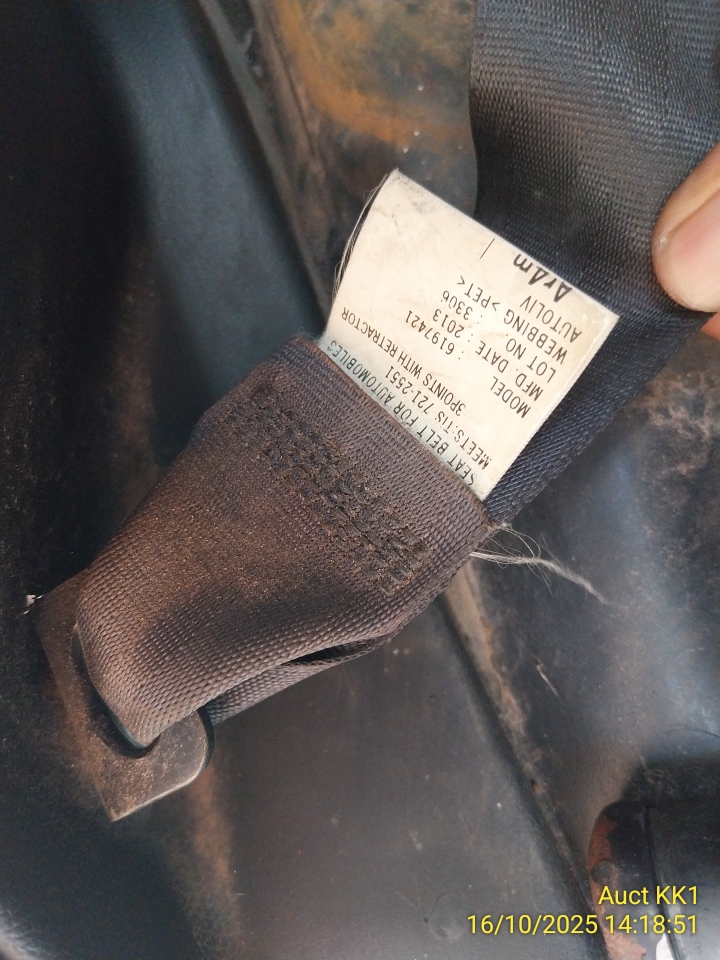 SEAT BELT FOR AUTOMOBILES
MEETS:TIS 721-2551
3POINTS WITH RETRACTOR
MODEL : 6197421
MFD. DATE : 2013
LOT NO : 3306
WEBBING >PET<
AUTOLIV
Auct KK1
16/10/2025 14:18:51